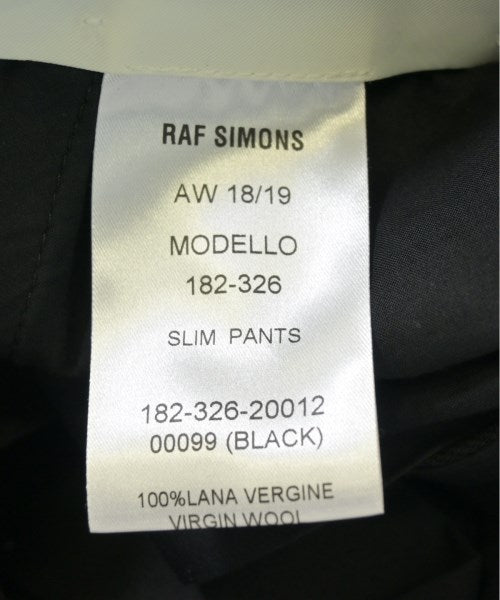 RAF SIMONS
AW 18/19
MODELLO
182-326
SLIM PANTS
182-326-20012
00099 (BLACK)
100%LANA VERGINE
VIRGIN WOOL